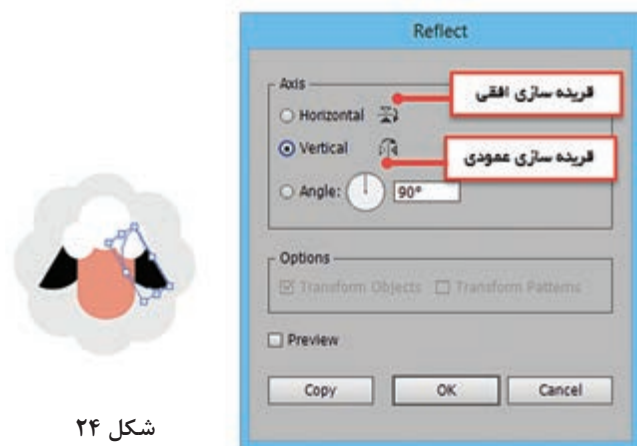 Reflect
Axis
قرینه سازی افقی
Horizontal
قرینه سازی عمودی
Vertical
Angle: 90°
Options
Transform Objects Transform Patterns
Preview
Copy OK Cancel
شکل ۲۴